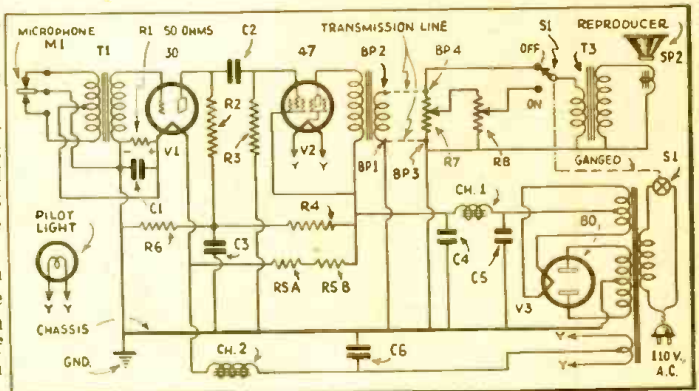 MICROPHONE
M1
T1
R1 50 OHMS
30
C2
47
TRANSMISSION LINE
BP2
BP4
OFF
S1
T3
REPRODUCER
SP2
R2
R3
V1
V2
Y Y
C1
BP1
BP3
R7
R8
ON
GANGED
S1
PILOT
LIGHT
Y Y
R6
C3
R4
R5A
R5B
CH. 1
C4
C5
80
V3
CHASSIS
GND.
CH. 2
C6
Y
Y
110 V.
A.C.